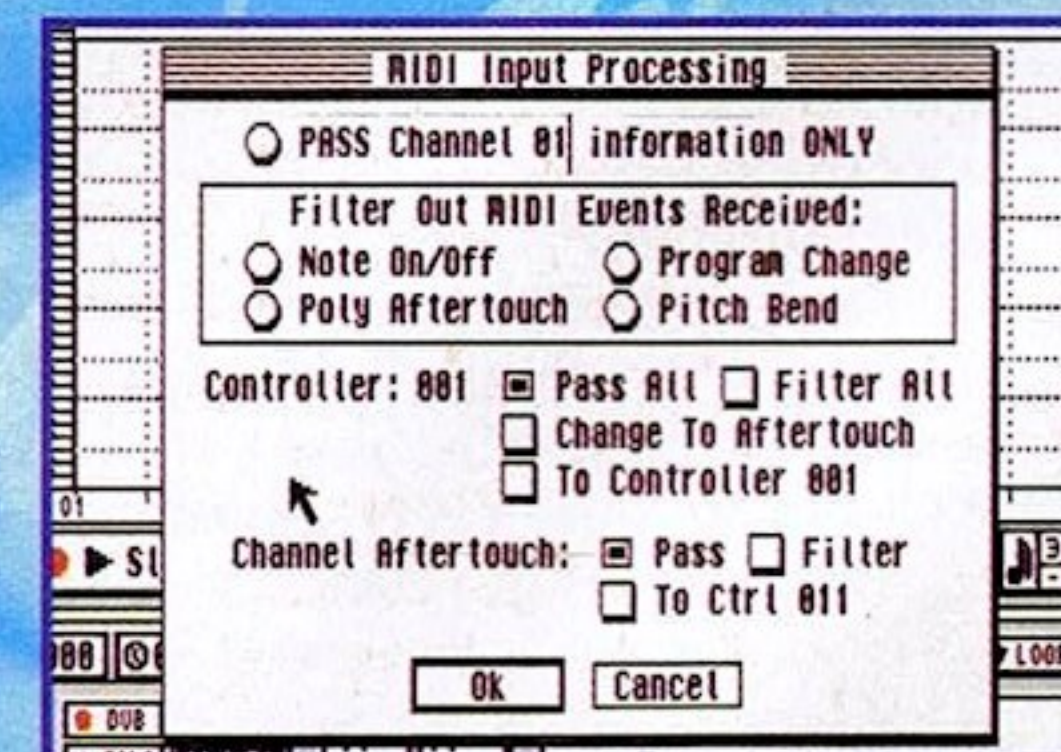 MIDI Input Processing
PASS Channel 01 information ONLY
Filter Out MIDI Events Received:
Note On/Off Program Change
Poly Aftertouch Pitch Bend
Controller: 001 Pass All Filter All
Change To Aftertouch
To Controller 001
01
Channel Aftertouch: Pass Filter
3
To Ctrl 011
Ok Cancel
DUB